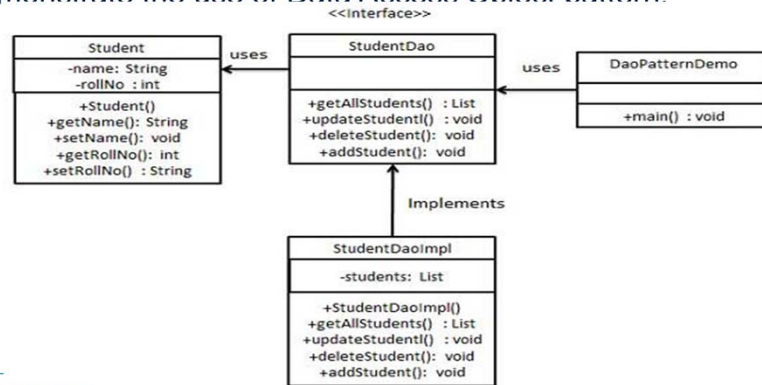 <<Interface>>
Student
-name: String
-rollNo : int
+Student()
+getName(): String
+setName(): void
+getRollNo(): int
+setRollNo() : String
uses
StudentDao
+getAllStudents() : List
+updateStudentl() : void
+deleteStudent(): void
+addStudent(): void
uses
DaoPatternDemo
+main() : void
Implements
StudentDaoImpl
-students: List
+StudentDaoImpl()
+getAllStudents() : List
+updateStudentl() : void
+deleteStudent(): void
+addStudent(): void